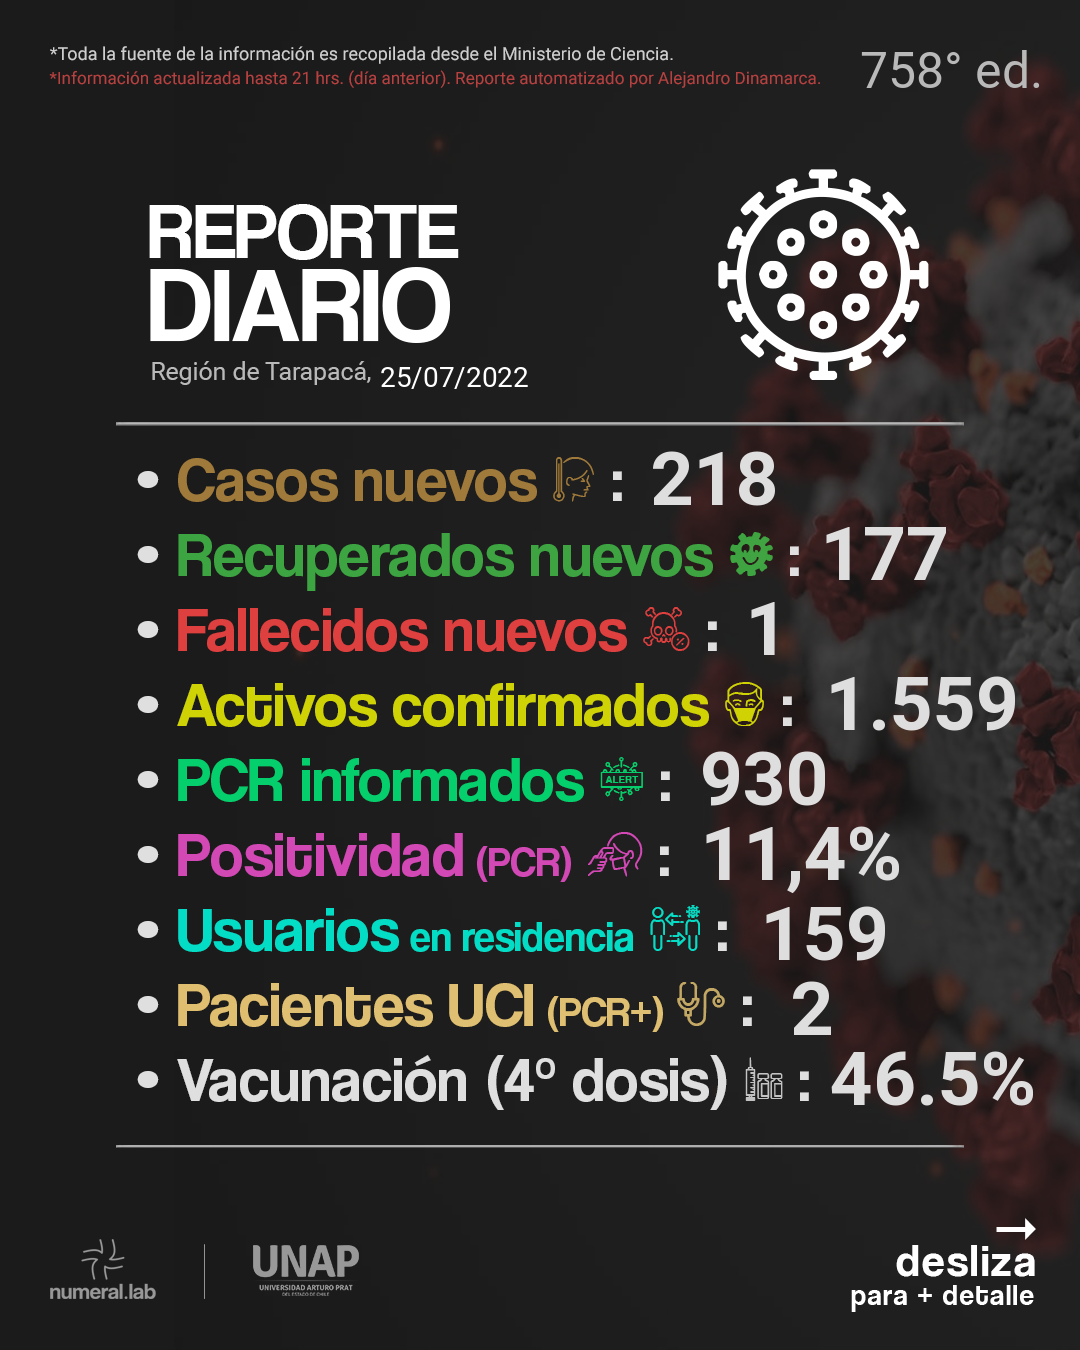 *Toda la fuente de la información es recopilada desde el Ministerio de Ciencia.
*Información actualizada hasta 21 hrs. (día anterior). Reporte automatizado por Alejandro Dinamarca.
758° ed.
REPORTE
DIARIO
Región de Tarapacá, 25/07/2022
• Casos nuevos : 218
• Recuperados nuevos : 177
• Fallecidos nuevos % : 1
• Activos confirmados : 1.559
• PCR informados ALERT : 930
• Positividad (PCR) : 11,4%
• Usuarios en residencia : 159
• Pacientes UCI (PCR+) : 2
• Vacunación (4º dosis) : 46.5%
numeral.lab
UNAP
UNIVERSIDAD ARTURO PRAT
DEL ESTADO DE CHILE
desliza
para + detalle